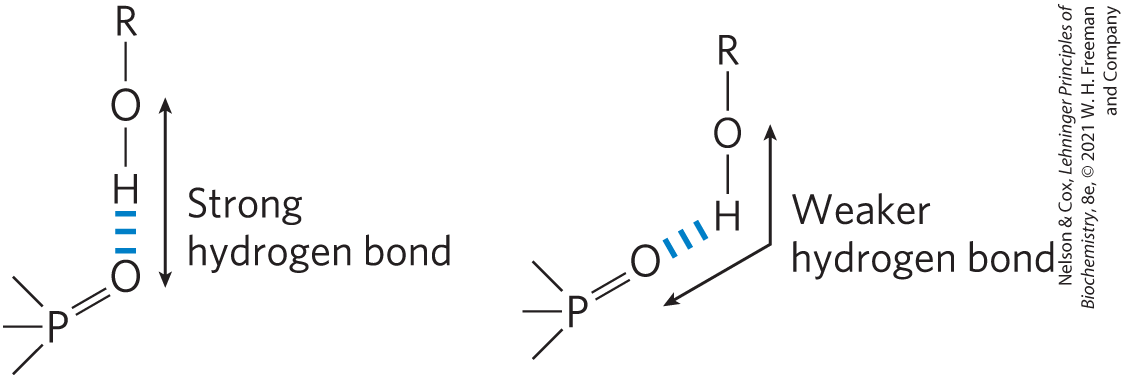 R
O
H
O
P
Strong
hydrogen bond
R
O
H
O
P
Weaker
hydrogen bond
Nelson & Cox, Lehninger Principles of
Biochemistry, 8e, © 2021 W. H. Freeman
and Company